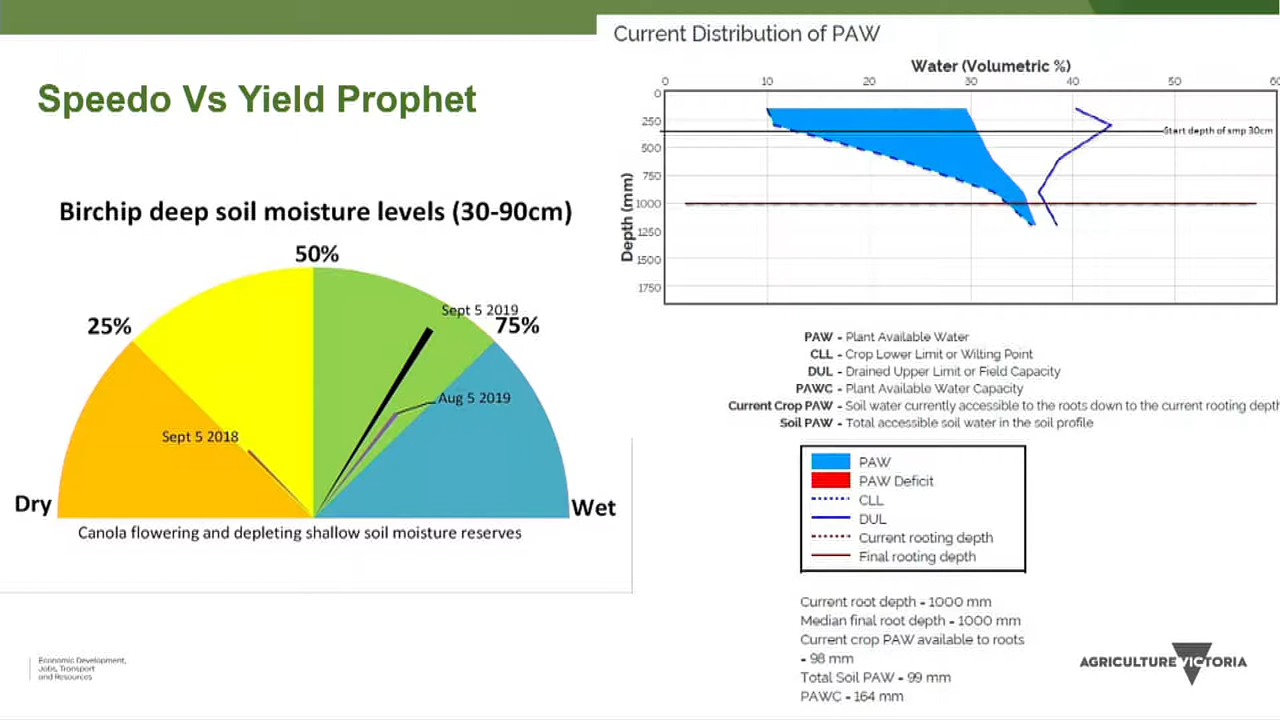 Speedo Vs Yield Prophet
Birchip deep soil moisture levels (30-90cm)
50%
25%
75%
Sept 5 2019
Aug 5 2019
Sept 5 2018
Dry
Wet
Canola flowering and depleting shallow soil moisture reserves
Economic Development,
Jobs, Transport
and Resources
Current Distribution of PAW
Water (Volumetric %)
0 10 20 30 40 50 60
Depth (mm)
0
250
500
750
1000
1250
1500
1750
Start depth of smp 30cm
PAW - Plant Available Water
CLL - Crop Lower Limit or Wilting Point
DUL - Drained Upper Limit or Field Capacity
PAWC - Plant Available Water Capacity
Current Crop PAW - Soil water currently accessible to the roots down to the current rooting depth
Soil PAW - Total accessible soil water in the soil profile
PAW
PAW Deficit
CLL
DUL
Current rooting depth
Final rooting depth
Current root depth = 1000 mm
Median final root depth = 1000 mm
Current crop PAW available to roots
= 98 mm
Total Soil PAW = 99 mm
PAWC = 164 mm
AGRICULTURE VICTORIA